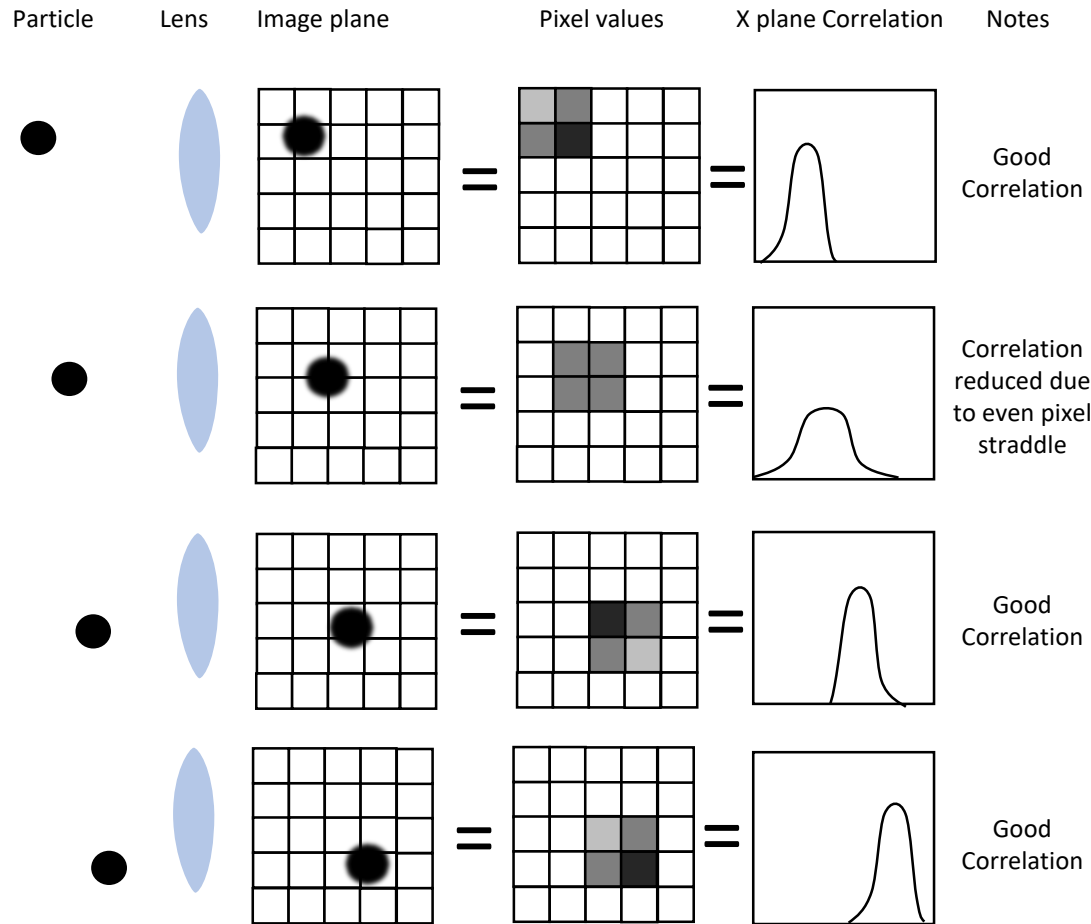 Particle
Lens
Image plane
Pixel values
X plane Correlation
Notes
Good
Correlation
Correlation
reduced due
to even pixel
straddle
Good
Correlation
Good
Correlation